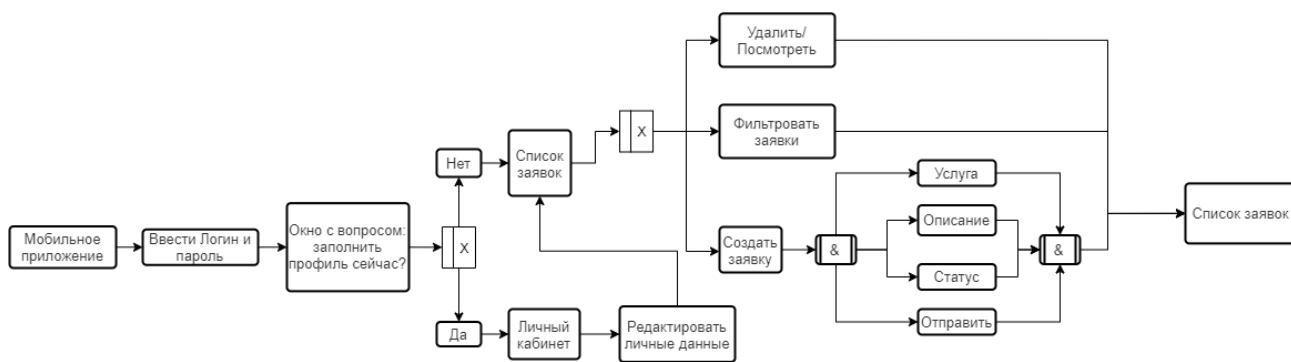 Мобильное
приложение
Ввести Логин и
пароль
Окно с вопросом:
заполнить
профиль сейчас?
X
Нет
Список
заявок
Да
Личный
кабинет
Редактировать
личные данные
X
Удалить/
Посмотреть
Фильтровать
заявки
Создать
заявку
&
Услуга
Описание
Статус
Отправить
&
Список заявок